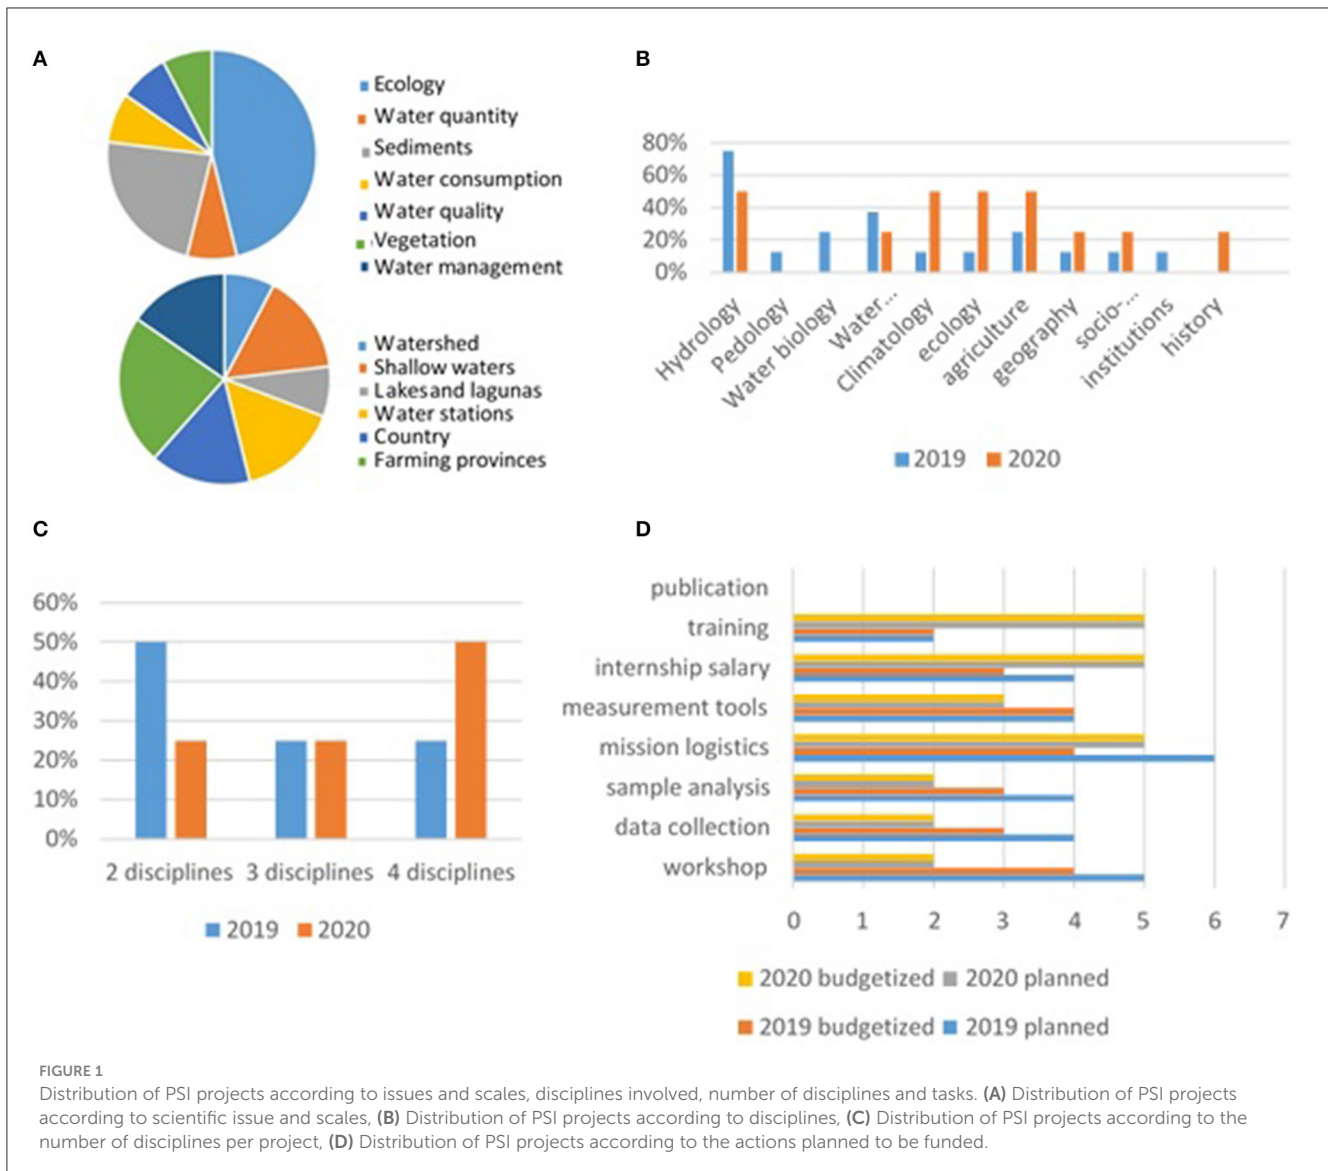 A
Ecology
Water quantity
Sediments
Water consumption
Water quality
Vegetation
Water management
Watershed
Shallow waters
Lakesand lagunas
Water stations
Country
Farming provinces
B
80%
60%
40%
20%
0%
Hydrology
Pedology
Water biology
Water...
Climatology
ecology
agriculture
geography
socio-...
institutions
history
2019 2020
C
60%
50%
40%
30%
20%
10%
0%
2 disciplines 3 disciplines 4 disciplines
2019 2020
D
publication
training
internship salary
measurement tools
mission logistics
sample analysis
data collection
workshop
0 1 2 3 4 5 6 7
2020 budgetized 2020 planned
2019 budgetized 2019 planned
FIGURE 1
Distribution of PSI projects according to issues and scales, disciplines involved, number of disciplines and tasks. (A) Distribution of PSI projects
according to scientific issue and scales, (B) Distribution of PSI projects according to disciplines, (C) Distribution of PSI projects according to the
number of disciplines per project, (D) Distribution of PSI projects according to the actions planned to be funded.